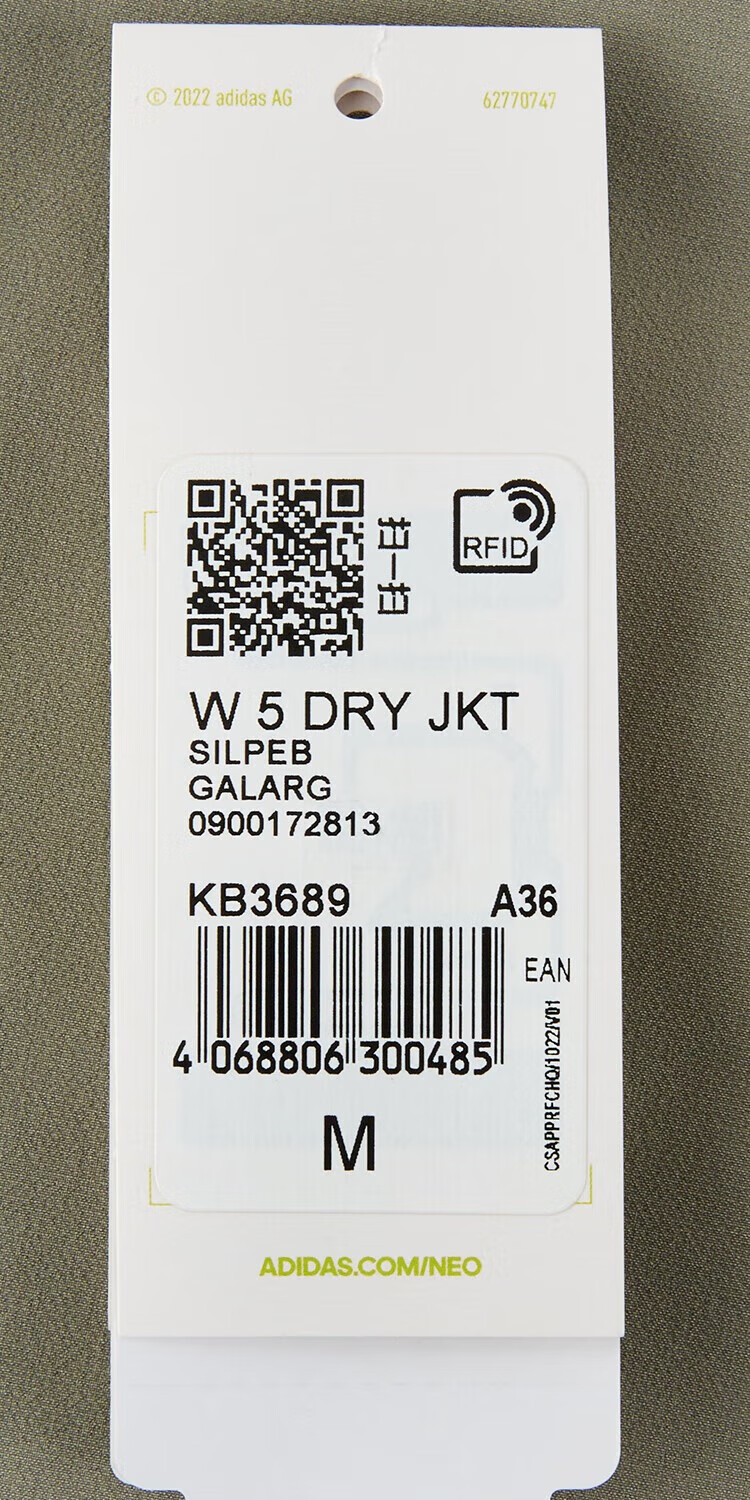 © 2022 adidas AG
62770747
扫一扫
RFID
W 5 DRY JKT
SILPEB
GALARG
0900172813
KB3689
A36
EAN
4 068806 300485
CSAPPRFCHQ/1022/V01
M
ADIDAS.COM/NEO